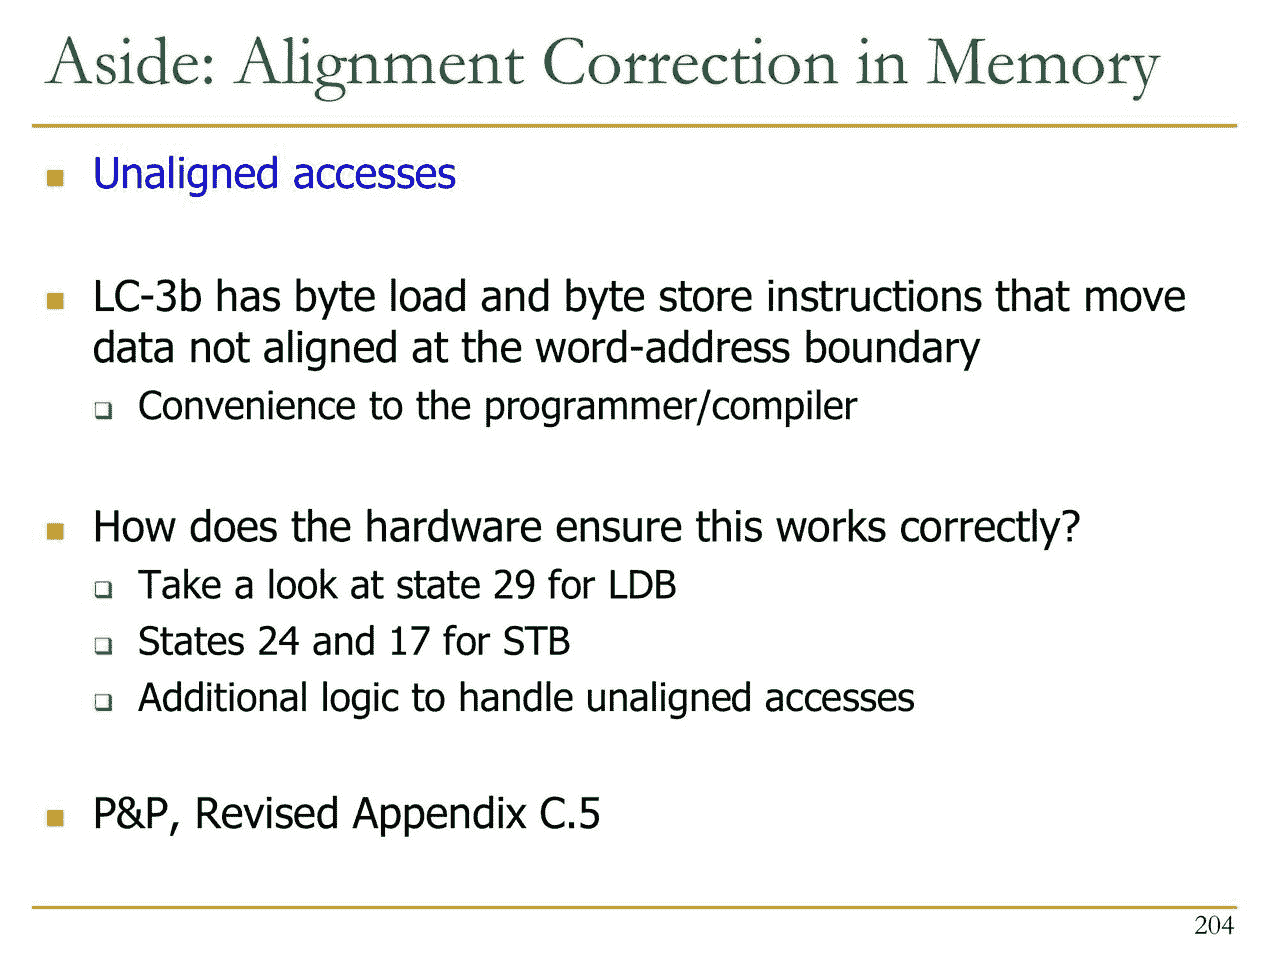 Aside: Alignment Correction in Memory
Unaligned accesses
LC-3b has byte load and byte store instructions that move
data not aligned at the word-address boundary
Convenience to the programmer/compiler
How does the hardware ensure this works correctly?
Take a look at state 29 for LDB
States 24 and 17 for STB
Additional logic to handle unaligned accesses
P&P, Revised Appendix C.5
204